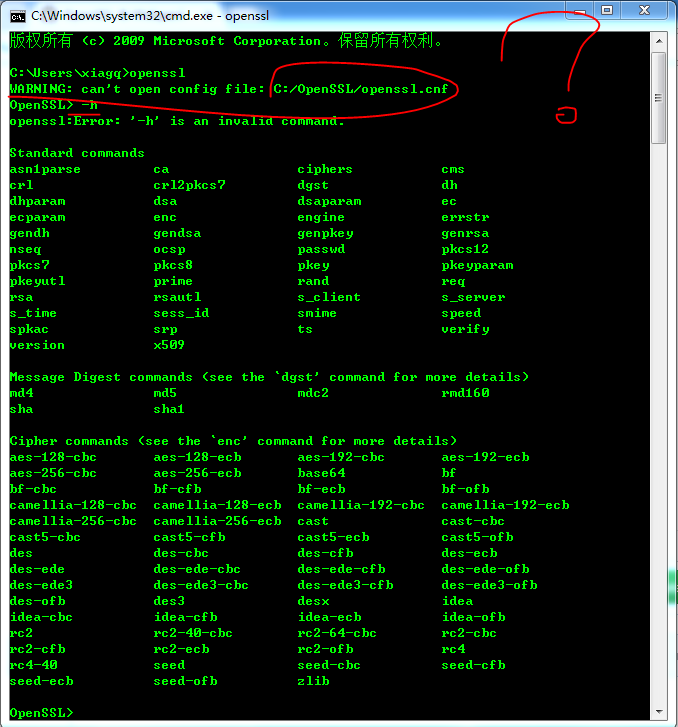 C:\Windows\system32\cmd.exe - openssl
版权所有 (c) 2009 Microsoft Corporation。保留所有权利。
C:\Users\xiagq>openssl
WARNING: can't open config file: C:/OpenSSL/openssl.cnf
OpenSSL> -h
openssl:Error: '-h' is an invalid command.
Standard commands
asn1parse ca ciphers cms
crl crl2pkcs7 dgst dh
dhparam dsa dsaparam ec
ecparam enc engine errstr
gendh gendsa genpkey genrsa
nseq ocsp passwd pkcs12
pkcs7 pkcs8 pkey pkeyparam
pkeyutl prime rand req
rsa rsautl s_client s_server
s_time sess_id smime speed
spkac srp ts verify
version x509
Message Digest commands (see the `dgst' command for more details)
md4 md5 mdc2 rmd160
sha sha1
Cipher commands (see the `enc' command for more details)
aes-128-cbc aes-128-ecb aes-192-cbc aes-192-ecb
aes-256-cbc aes-256-ecb base64 bf
bf-cbc bf-cfb bf-ecb bf-ofb
camellia-128-cbc camellia-128-ecb camellia-192-cbc camellia-192-ecb
camellia-256-cbc camellia-256-ecb cast cast-cbc
cast5-cbc cast5-cfb cast5-ecb cast5-ofb
des des-cbc des-cfb des-ecb
des-ede des-ede-cbc des-ede-cfb des-ede-ofb
des-ede3 des-ede3-cbc des-ede3-cfb des-ede3-ofb
des-ofb des3 desx idea
idea-cbc idea-cfb idea-ecb idea-ofb
rc2 rc2-40-cbc rc2-64-cbc rc2-cbc
rc2-cfb rc2-ecb rc2-ofb rc4
rc4-40 seed seed-cbc seed-cfb
seed-ecb seed-ofb zlib
OpenSSL>
?